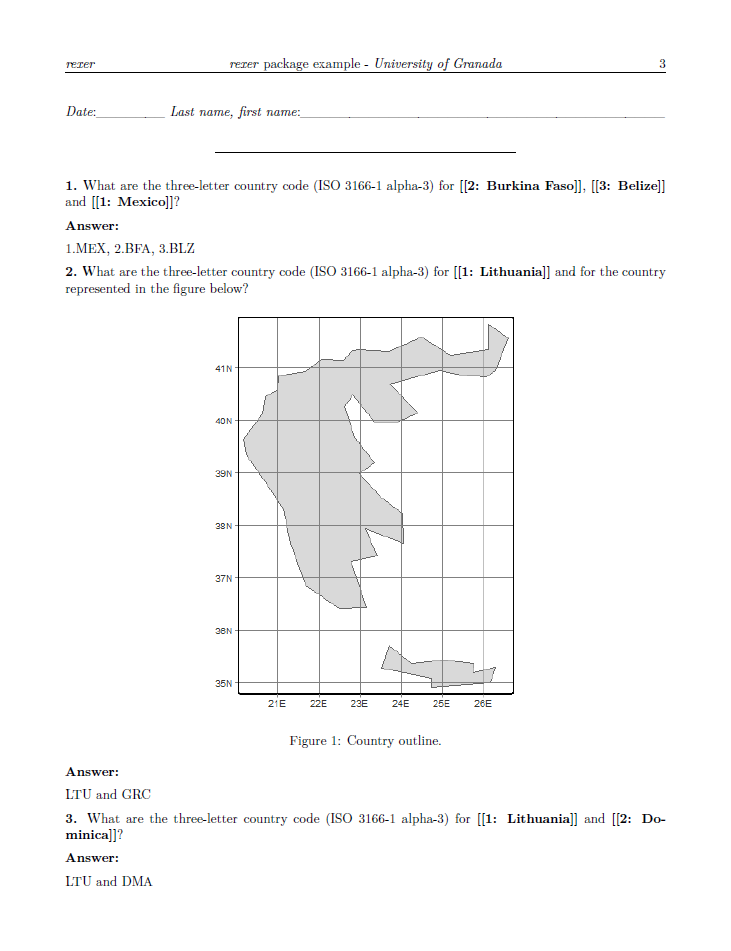 rexer rexer package example - University of Granada 3
Date: Last name, first name:
1. What are the three-letter country code (ISO 3166-1 alpha-3) for [[2: Burkina Faso]], [[3: Belize]]
and [[1: Mexico]]?
Answer:
1.MEX, 2.BFA, 3.BLZ
2. What are the three-letter country code (ISO 3166-1 alpha-3) for [[1: Lithuania]] and for the country
represented in the figure below?
41N
40N
39N
38N
37N
36N
35N
21E 22E 23E 24E 25E 26E
Figure 1: Country outline.
Answer:
LTU and GRC
3. What are the three-letter country code (ISO 3166-1 alpha-3) for [[1: Lithuania]] and [[2: Do-
minica]]?
Answer:
LTU and DMA